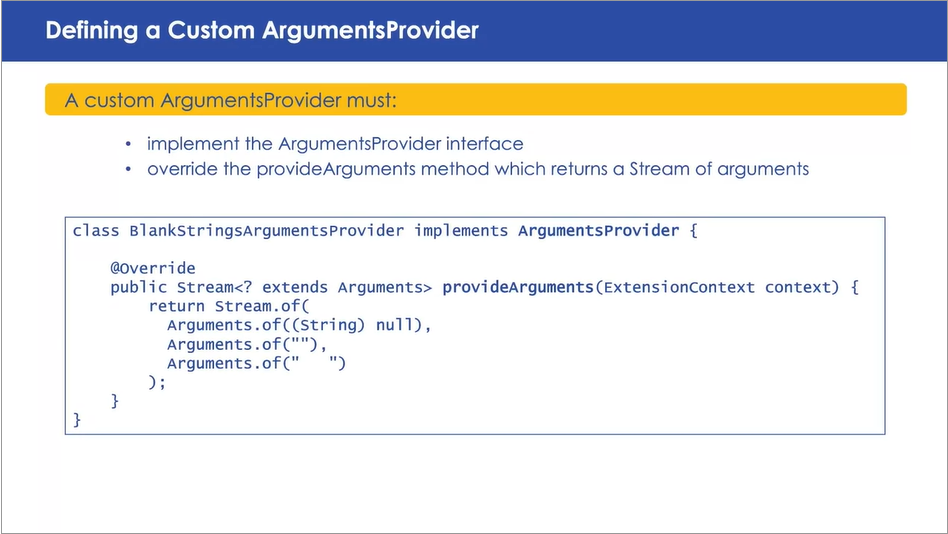 Defining a Custom ArgumentsProvider
A custom ArgumentsProvider must:
• implement the ArgumentsProvider interface
• override the provideArguments method which returns a Stream of arguments
class BlankStringsArgumentsProvider implements ArgumentsProvider {
    @Override
    public Stream<? extends Arguments> provideArguments(ExtensionContext context) {
        return Stream.of(
          Arguments.of((String) null),
          Arguments.of(""),
          Arguments.of("   ")
        );
    }
}